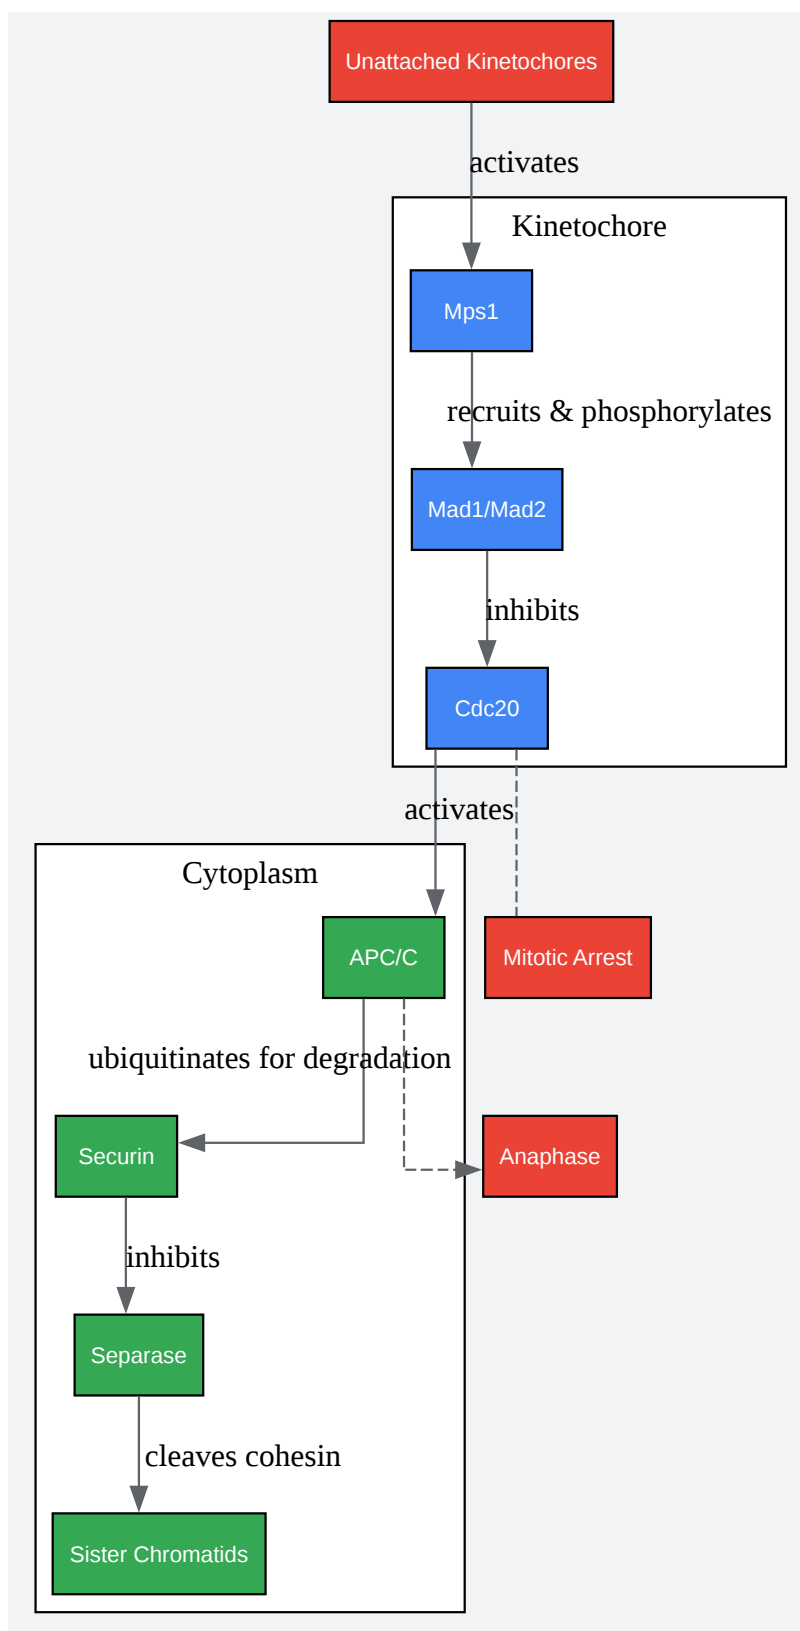 Unattached Kinetochores
activates
Kinetochore
Mps1
recruits & phosphorylates
Mad1/Mad2
inhibits
Cdc20
activates
Cytoplasm
APC/C
Mitotic Arrest
ubiquitinates for degradation
Securin
Anaphase
inhibits
Separase
cleaves cohesin
Sister Chromatids